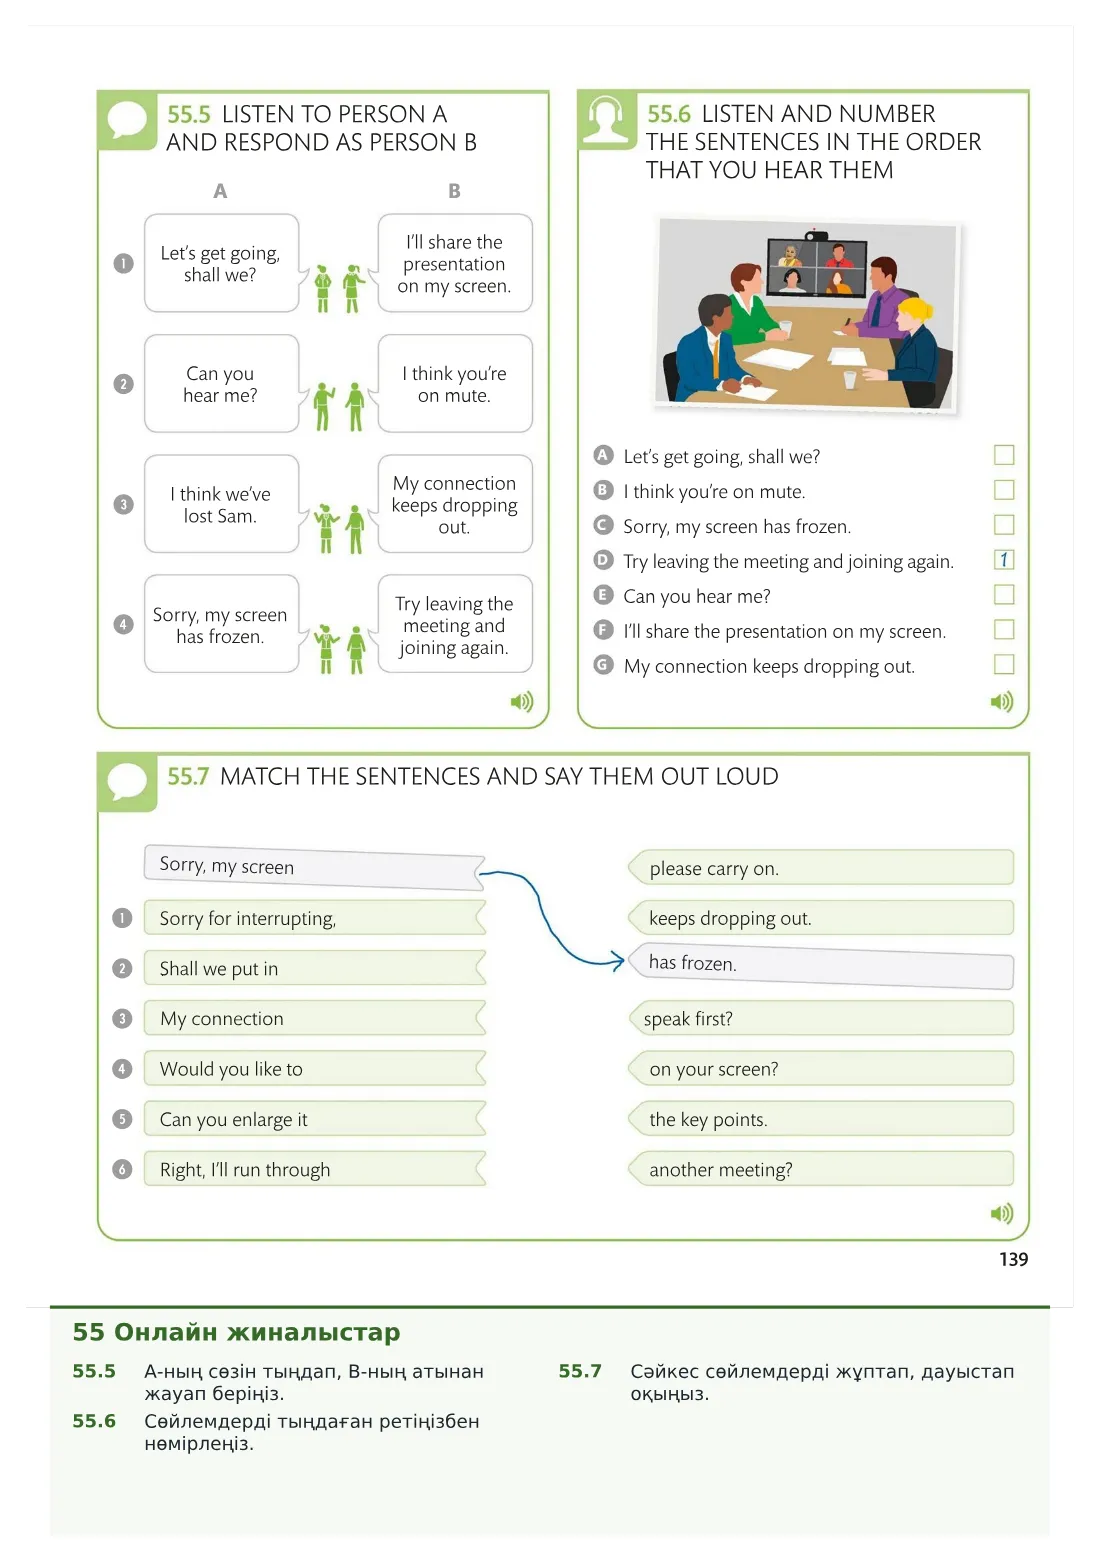 55.5 LISTEN TO PERSON A
AND RESPOND AS PERSON B
A
B
1
Let's get going,
shall we?
I'll share the
presentation
on my screen.
2
Can you
hear me?
I think you're
on mute.
3
I think we've
lost Sam.
My connection
keeps dropping
out.
4
Sorry, my screen
has frozen.
Try leaving the
meeting and
joining again.
55.6 LISTEN AND NUMBER
THE SENTENCES IN THE ORDER
THAT YOU HEAR THEM
A Let's get going, shall we?
B I think you're on mute.
C Sorry, my screen has frozen.
D Try leaving the meeting and joining again. 1
E Can you hear me?
F I'll share the presentation on my screen.
G My connection keeps dropping out.
55.7 MATCH THE SENTENCES AND SAY THEM OUT LOUD
Sorry, my screen
please carry on.
1 Sorry for interrupting,
keeps dropping out.
2 Shall we put in
has frozen.
3 My connection
speak first?
4 Would you like to
on your screen?
5 Can you enlarge it
the key points.
6 Right, I'll run through
another meeting?
139
55 Онлайн жиналыстар
55.5 А-ның сөзін тыңдап, В-ның атынан
жауап беріңіз.
55.6 Сөйлемдерді тыңдаған ретіңізбен
нөмірлеңіз.
55.7 Сәйкес сөйлемдерді жұптап, дауыстап
оқыңыз.